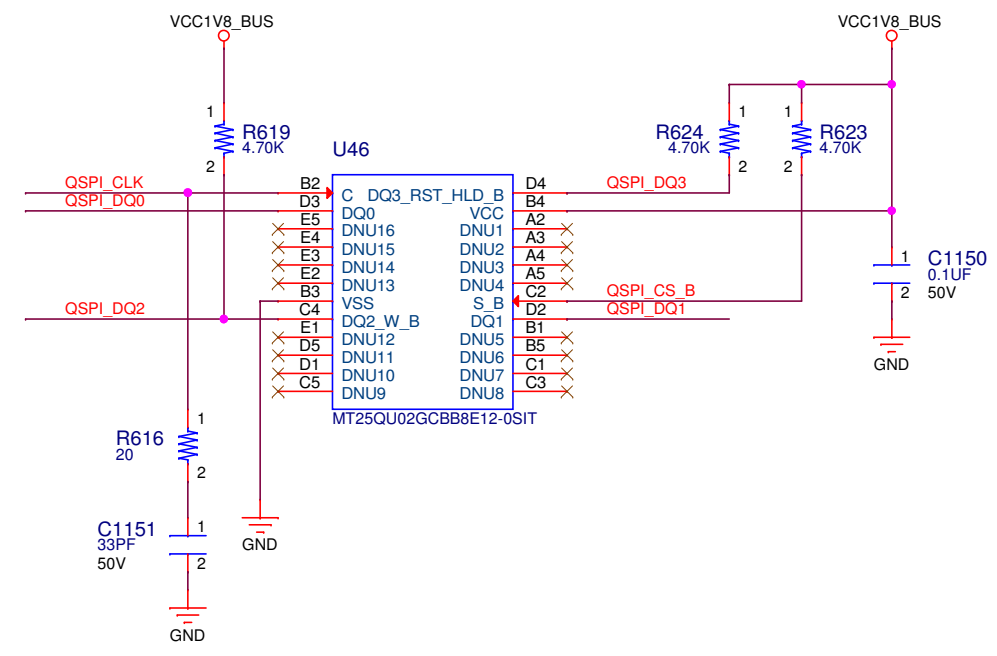 VCC1V8_BUS
VCC1V8_BUS
1
R619
4.70K
2
R624
4.70K
1
2
R623
4.70K
1
2
U46
QSPI_CLK
QSPI_DQ0
QSPI_DQ2
B2
D3
E5
E4
E3
E2
B3
C4
E1
D5
D1
C5
C
DQ0
DNU16
DNU15
DNU14
DNU13
VSS
DQ2_W_B
DNU12
DNU11
DNU10
DNU9
DQ3_RST_HLD_B
VCC
DNU1
DNU2
DNU3
DNU4
S_B
DQ1
DNU5
DNU6
DNU7
DNU8
D4
B4
A2
A3
A4
A5
C2
D2
B1
B5
C1
C3
QSPI_DQ3
QSPI_CS_B
QSPI_DQ1
MT25QU02GCBB8E12-0SIT
1
C1150
0.1UF
50V
2
GND
1
R616
20
2
1
C1151
33PF
50V
2
GND
GND